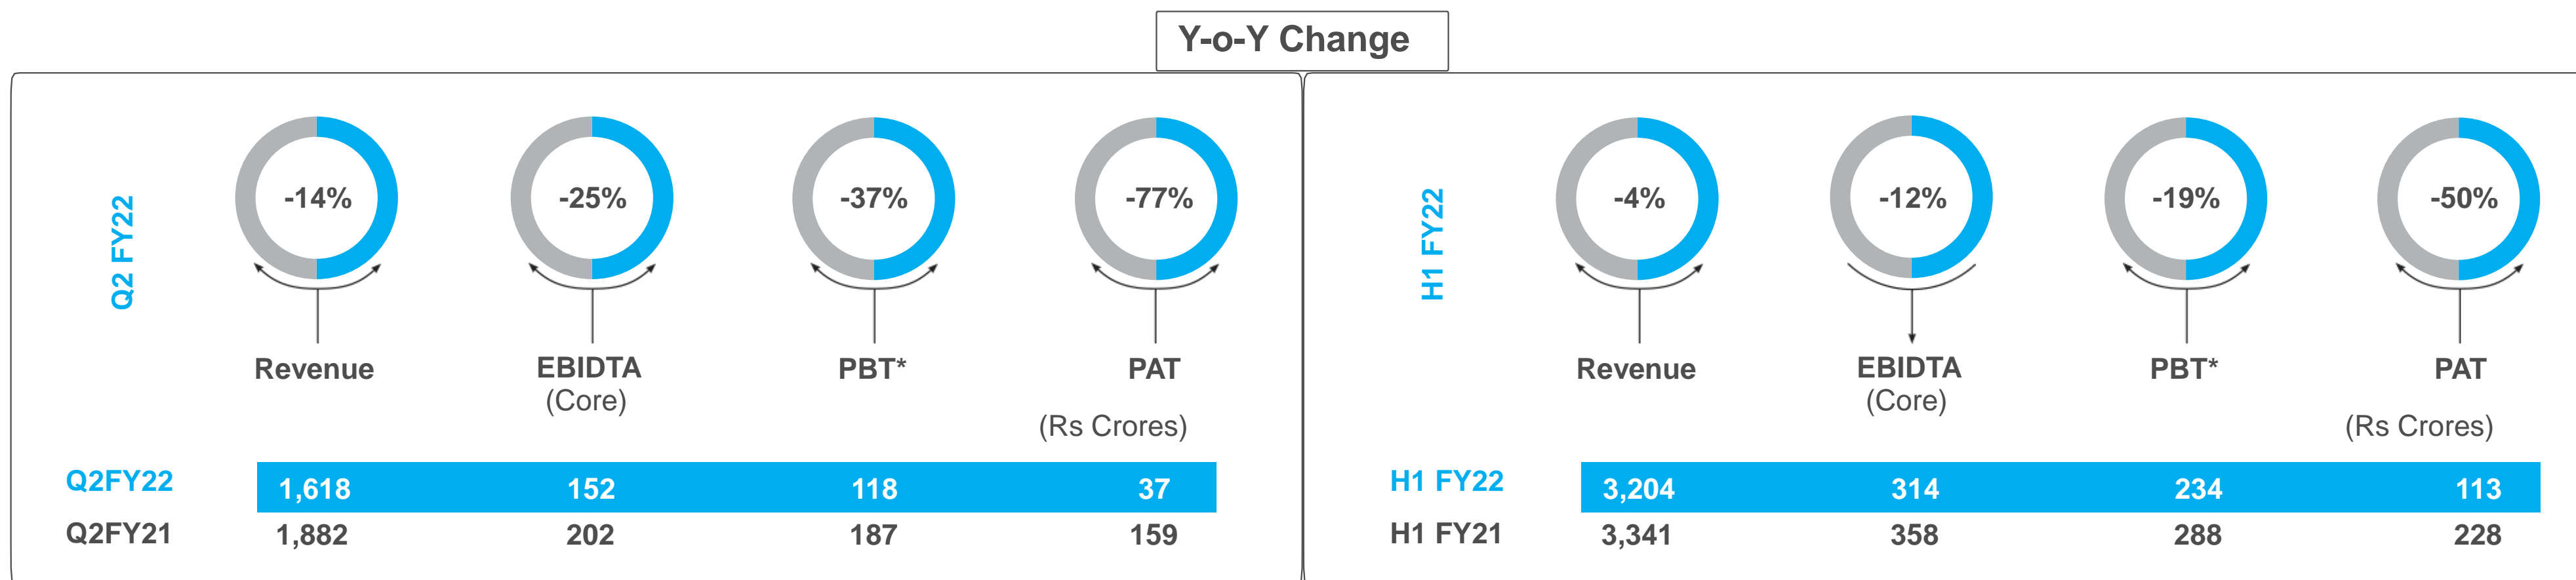 Y-o-Y Change
Q2 FY22
-14%
-25%
-37%
-77%
Revenue
EBIDTA
(Core)
PBT*
PAT
(Rs Crores)
Q2FY22 1,618 152 118 37
Q2FY21 1,882 202 187 159
H1 FY22
-4%
-12%
-19%
-50%
Revenue
EBIDTA
(Core)
PBT*
PAT
(Rs Crores)
H1 FY22 3,204 314 234 113
H1 FY21 3,341 358 288 228